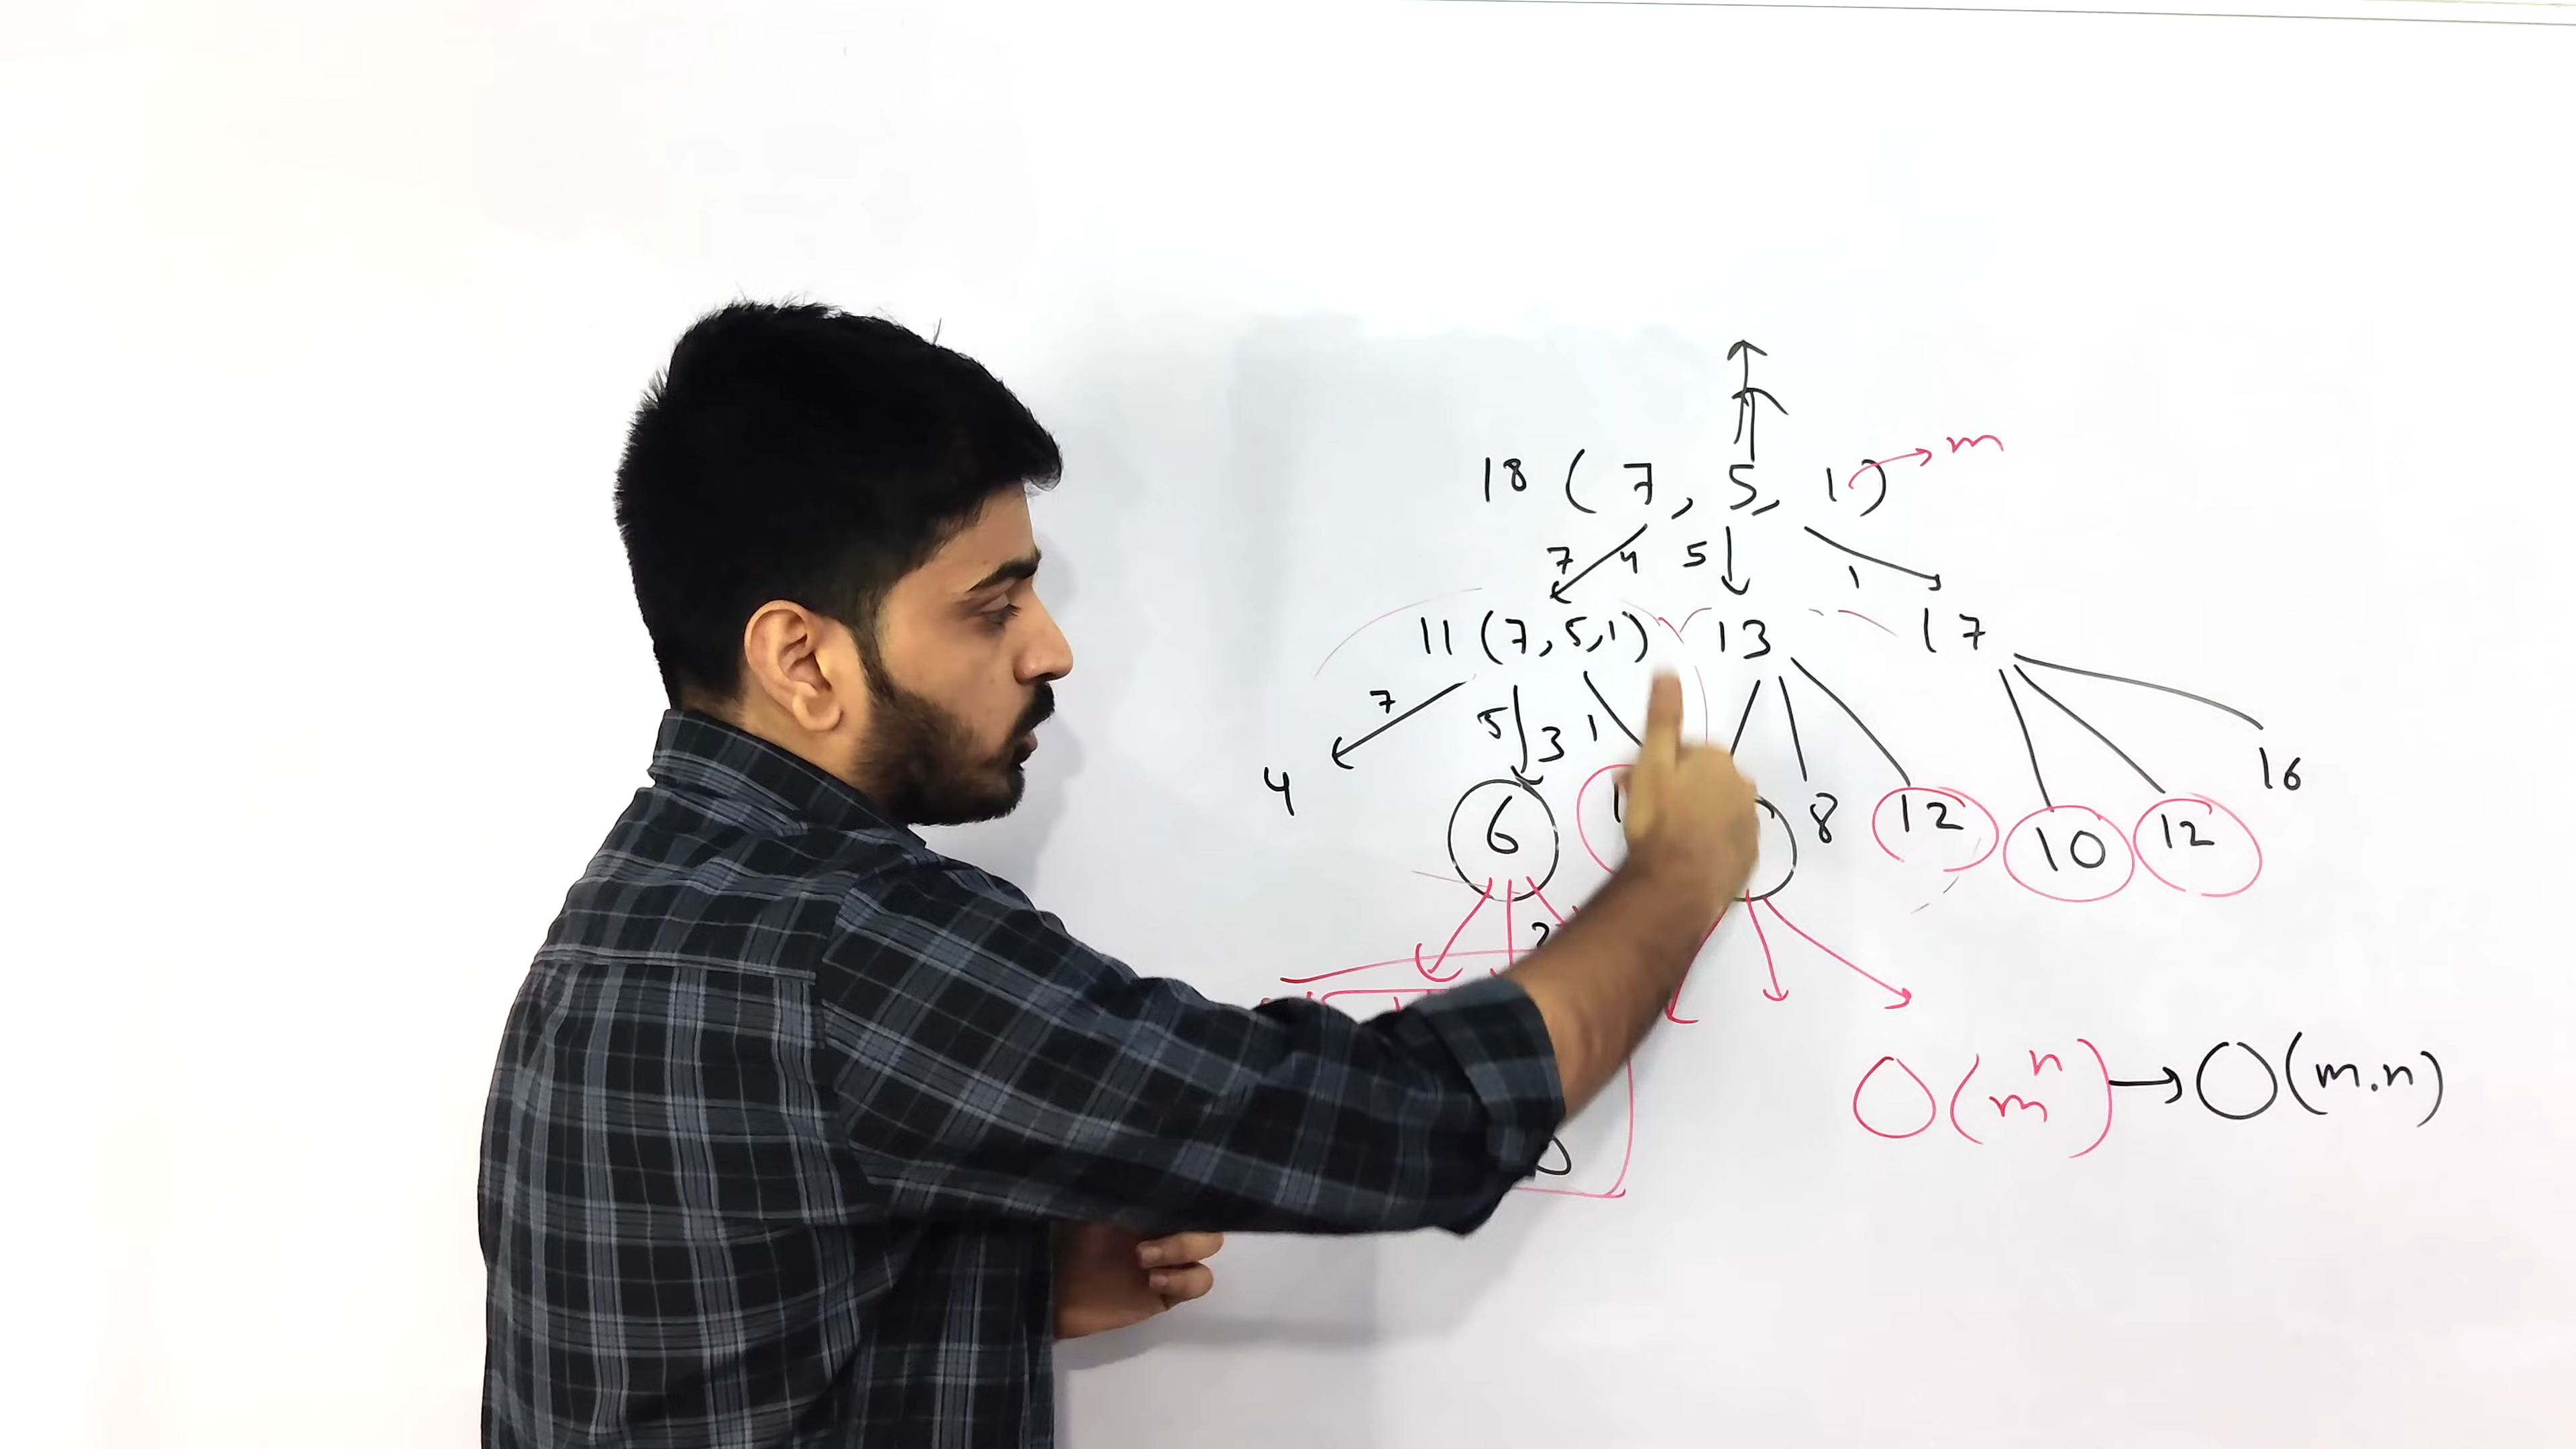 18 ( 7 , 5 , 1 ) → m
7 4 5 1
11 ( 7 , 5 , 1 ) 13 17
7 5 3 1
4 6 8 12 10 12 16
O ( mⁿ ) → O ( m . n )